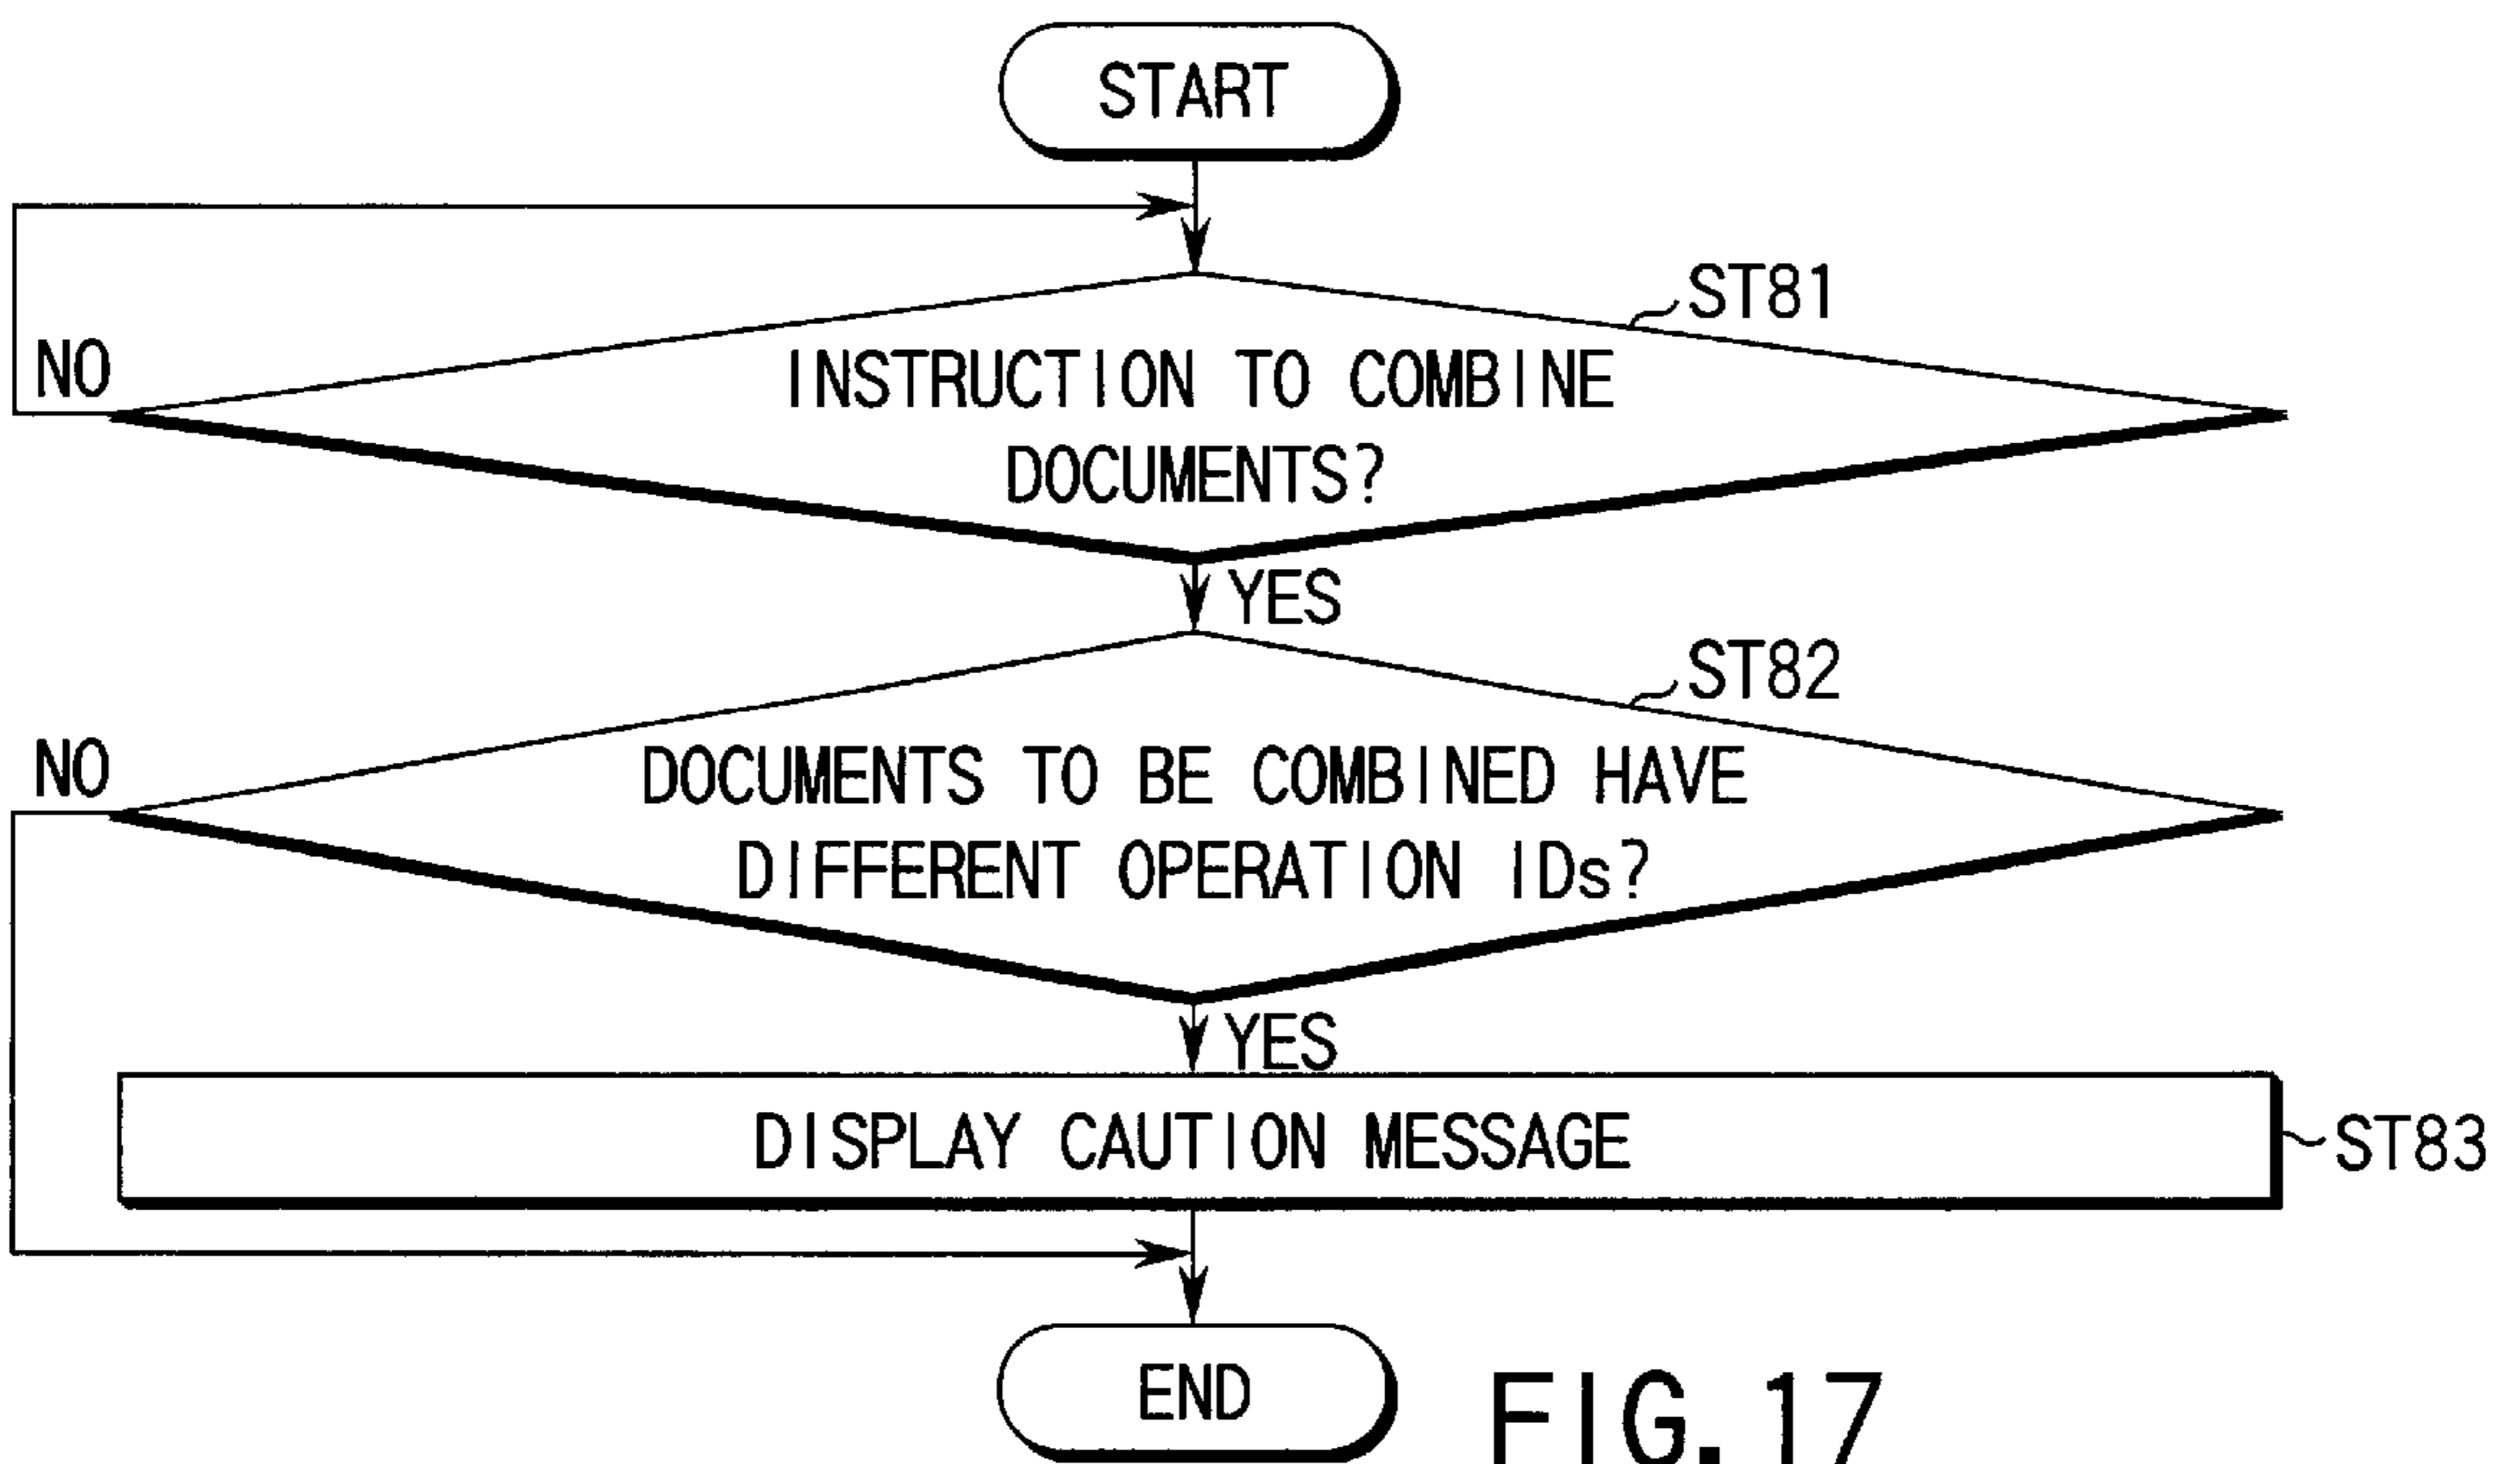 START
ST81
NO
INSTRUCTION TO COMBINE
DOCUMENTS?
YES
ST82
NO
DOCUMENTS TO BE COMBINED HAVE
DIFFERENT OPERATION IDs?
YES
DISPLAY CAUTION MESSAGE
ST83
END
FIG.17